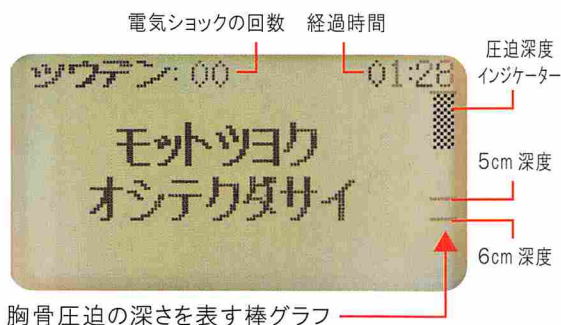 電気ショックの回数 経過時間
ツウデン:00 01:28
圧迫深度
インジケーター
モットツヨク
オシテクダサイ
5cm 深度
6cm 深度
胸骨圧迫の深さを表す棒グラフ